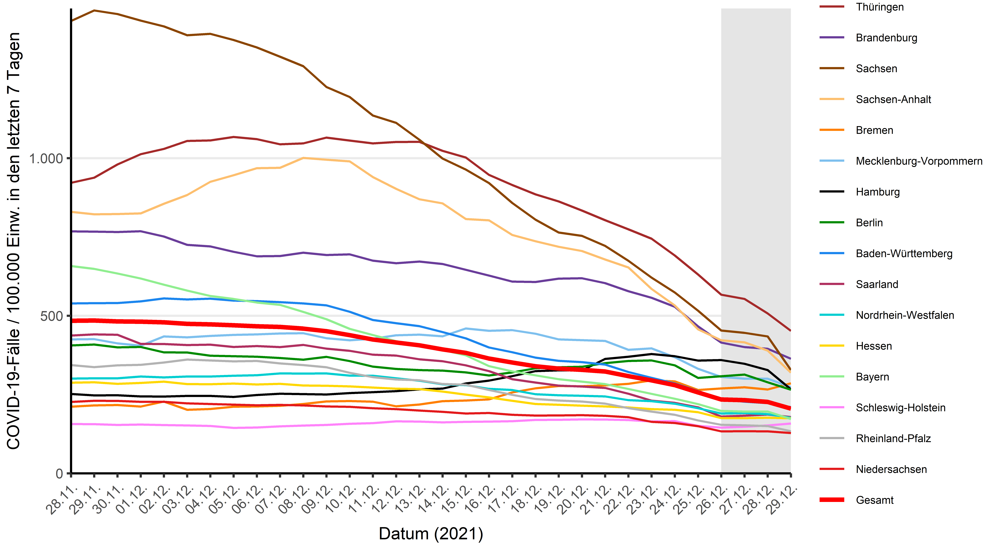 COVID-19-Fälle / 100.000 Einw. in den letzten 7 Tagen
1.000
500
0
28.11.
29.11.
30.11.
01.12.
02.12.
03.12.
04.12.
05.12.
06.12.
07.12.
08.12.
09.12.
10.12.
11.12.
12.12.
13.12.
14.12.
15.12.
16.12.
17.12.
18.12.
19.12.
20.12.
21.12.
22.12.
23.12.
24.12.
25.12.
26.12.
27.12.
28.12.
29.12.
Datum (2021)
Thüringen
Brandenburg
Sachsen
Sachsen-Anhalt
Bremen
Mecklenburg-Vorpommern
Hamburg
Berlin
Baden-Württemberg
Saarland
Nordrhein-Westfalen
Hessen
Bayern
Schleswig-Holstein
Rheinland-Pfalz
Niedersachsen
Gesamt